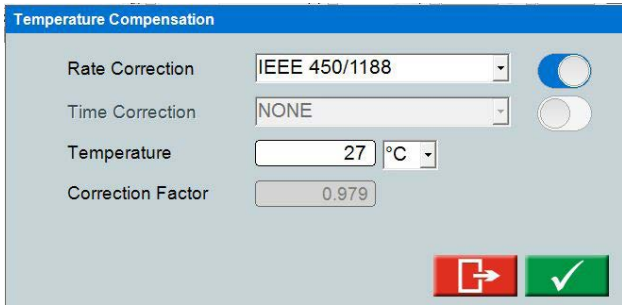 Temperature Compensation
Rate Correction IEEE 450/1188
Time Correction NONE
Temperature 27 °C
Correction Factor 0.979